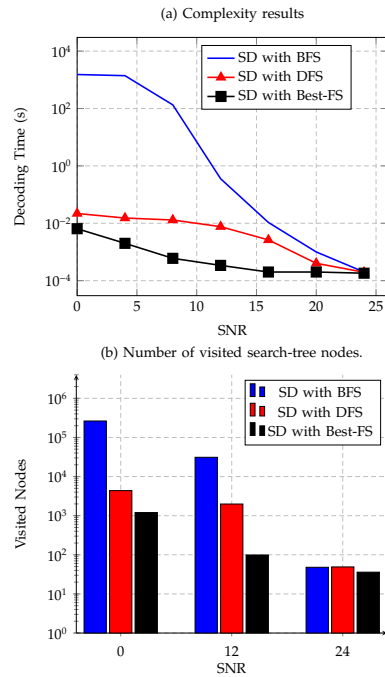 (a) Complexity results
SD with BFS
SD with DFS
SD with Best-FS
Decoding Time (s)
10^4
10^2
10^0
10^−2
10^−4
0 5 10 15 20 25
SNR
(b) Number of visited search-tree nodes.
SD with BFS
SD with DFS
SD with Best-FS
Visited Nodes
10^6
10^5
10^4
10^3
10^2
10^1
10^0
0 12 24
SNR